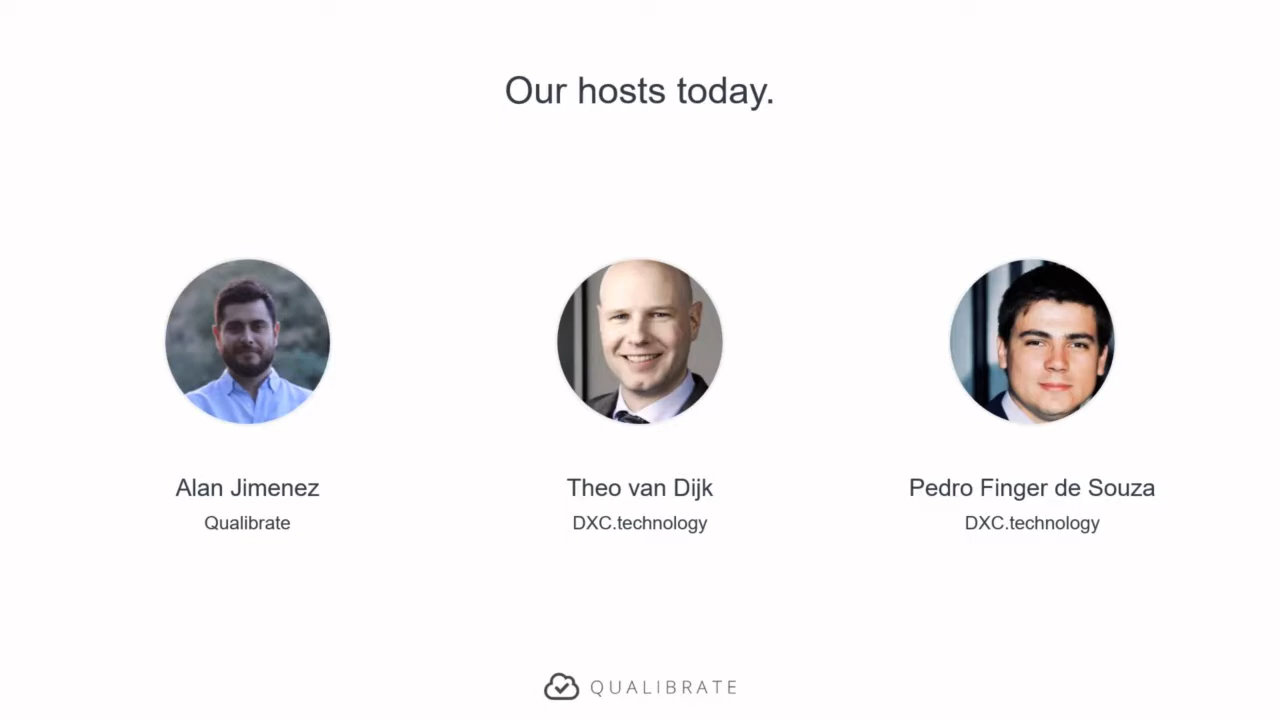 Our hosts today.
Alan Jimenez
Qualibrate
Theo van Dijk
DXC.technology
Pedro Finger de Souza
DXC.technology
QUALIBRATE